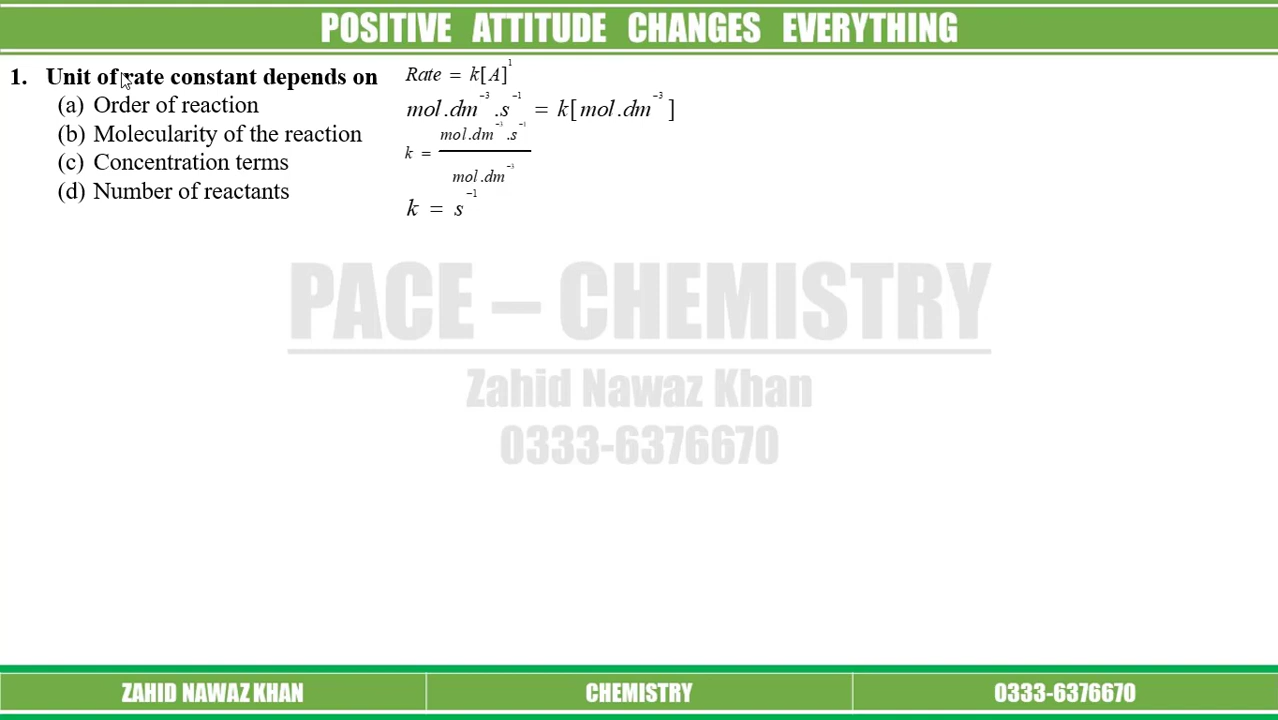 POSITIVE ATTITUDE CHANGES EVERYTHING
1. Unit of rate constant depends on
(a) Order of reaction
(b) Molecularity of the reaction
(c) Concentration terms
(d) Number of reactants
Rate = k[A]¹
mol.dm⁻³.s⁻¹ = k[mol.dm⁻³]
k = mol.dm⁻³.s⁻¹ / mol.dm⁻³
k = s⁻¹
PACE – CHEMISTRY
Zahid Nawaz Khan
0333-6376670
ZAHID NAWAZ KHAN
CHEMISTRY
0333-6376670